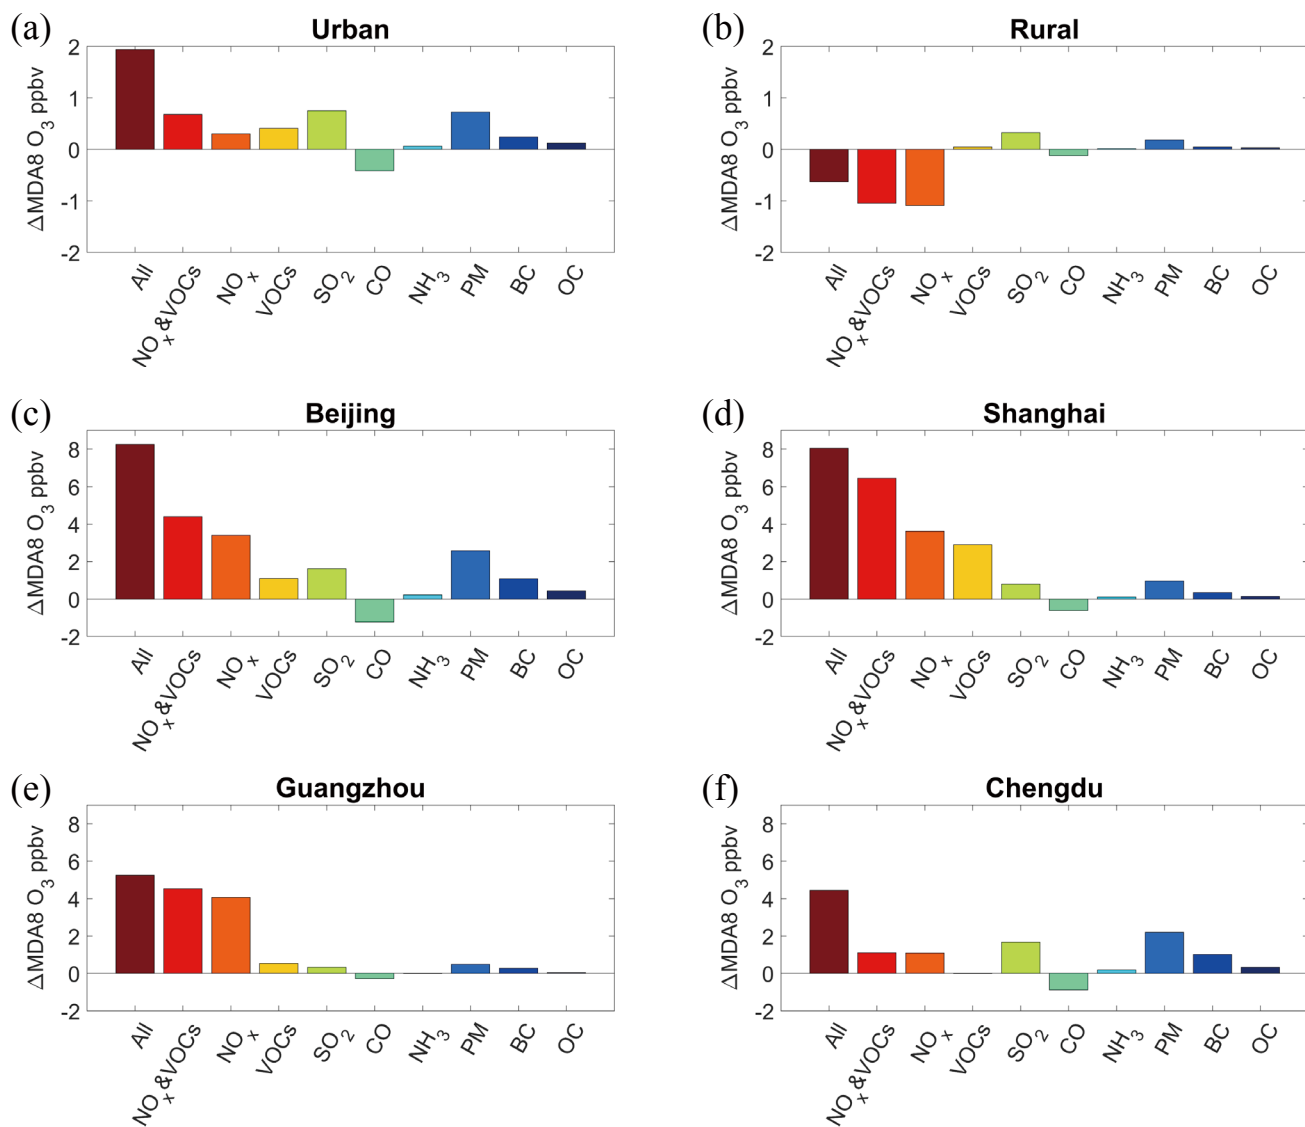 (a) Urban
ΔMDA8 O3 ppbv
2
1
0
-1
-2
All NOx&VOCs NOx VOCs SO2 CO NH3 PM BC OC
(b) Rural
ΔMDA8 O3 ppbv
2
1
0
-1
-2
All NOx&VOCs NOx VOCs SO2 CO NH3 PM BC OC
(c) Beijing
ΔMDA8 O3 ppbv
8
6
4
2
0
-2
All NOx&VOCs NOx VOCs SO2 CO NH3 PM BC OC
(d) Shanghai
ΔMDA8 O3 ppbv
8
6
4
2
0
-2
All NOx&VOCs NOx VOCs SO2 CO NH3 PM BC OC
(e) Guangzhou
ΔMDA8 O3 ppbv
8
6
4
2
0
-2
All NOx&VOCs NOx VOCs SO2 CO NH3 PM BC OC
(f) Chengdu
ΔMDA8 O3 ppbv
8
6
4
2
0
-2
All NOx&VOCs NOx VOCs SO2 CO NH3 PM BC OC